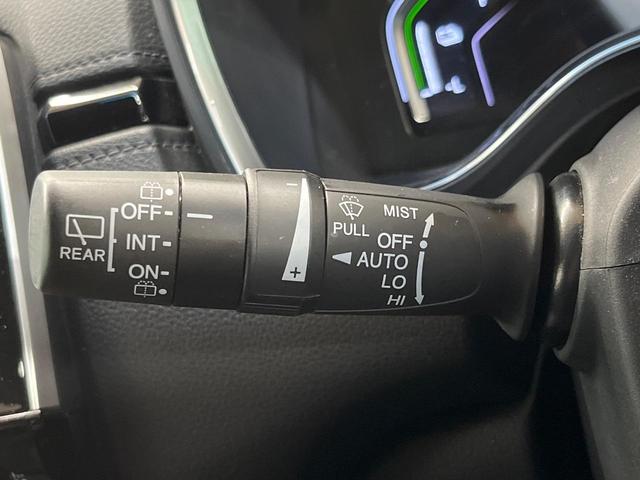 REAR
OFF
INT
ON
−
+
PULL
MIST
OFF
AUTO
LO
HI